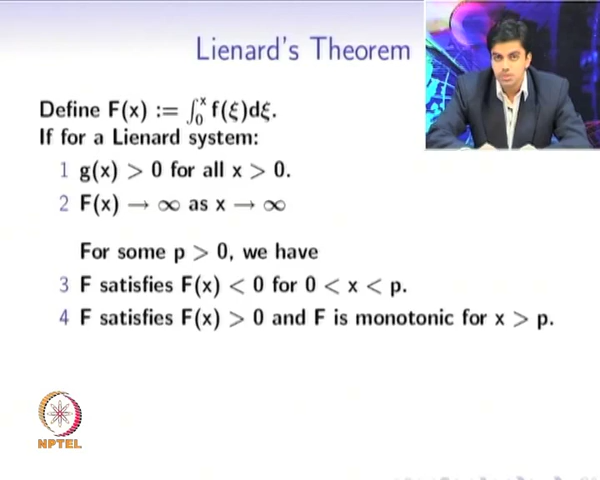 Lienard's Theorem
Define F(x) := ∫₀ˣ f(ξ)dξ.
If for a Lienard system:
1 g(x) > 0 for all x > 0.
2 F(x) → ∞ as x → ∞
For some p > 0, we have
3 F satisfies F(x) < 0 for 0 < x < p.
4 F satisfies F(x) > 0 and F is monotonic for x > p.
NPTEL